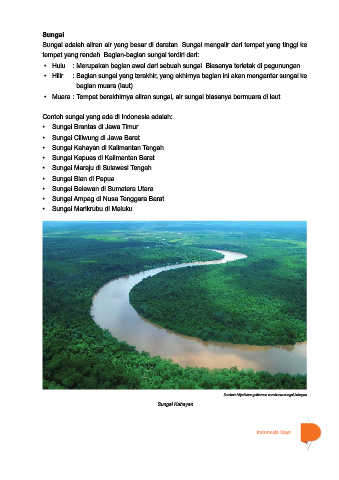 Sungai
Sungai adalah aliran air yang besar di daratan Sungai mengalir dari tempat yang tinggi ke
tempat yang rendah Bagian-bagian sungai terdiri dari:
• Hulu : Merupakan bagian awal dari sebuah sungai Biasanya terletak di pegunungan
• Hilir : Bagian sungai yang terakhir, yang akhirnya bagian ini akan mengantar sungai ke
bagian muara (laut)
• Muara : Tempat berakhirnya aliran sungai, air sungai biasanya bermuara di laut
Contoh sungai yang ada di Indonesia adalah:
• Sungai Brantas di Jawa Timur
• Sungai Ciliwung di Jawa Barat
• Sungai Kahayan di Kalimantan Tengah
• Sungai Kapuas di Kalimantan Barat
• Sungai Maraju di Sulawesi Tengah
• Sungai Bian di Papua
• Sungai Belawan di Sumatera Utara
• Sungai Ampag di Nusa Tenggara Barat
• Sungai Marikrubu di Maluku
Sungai Kahayan